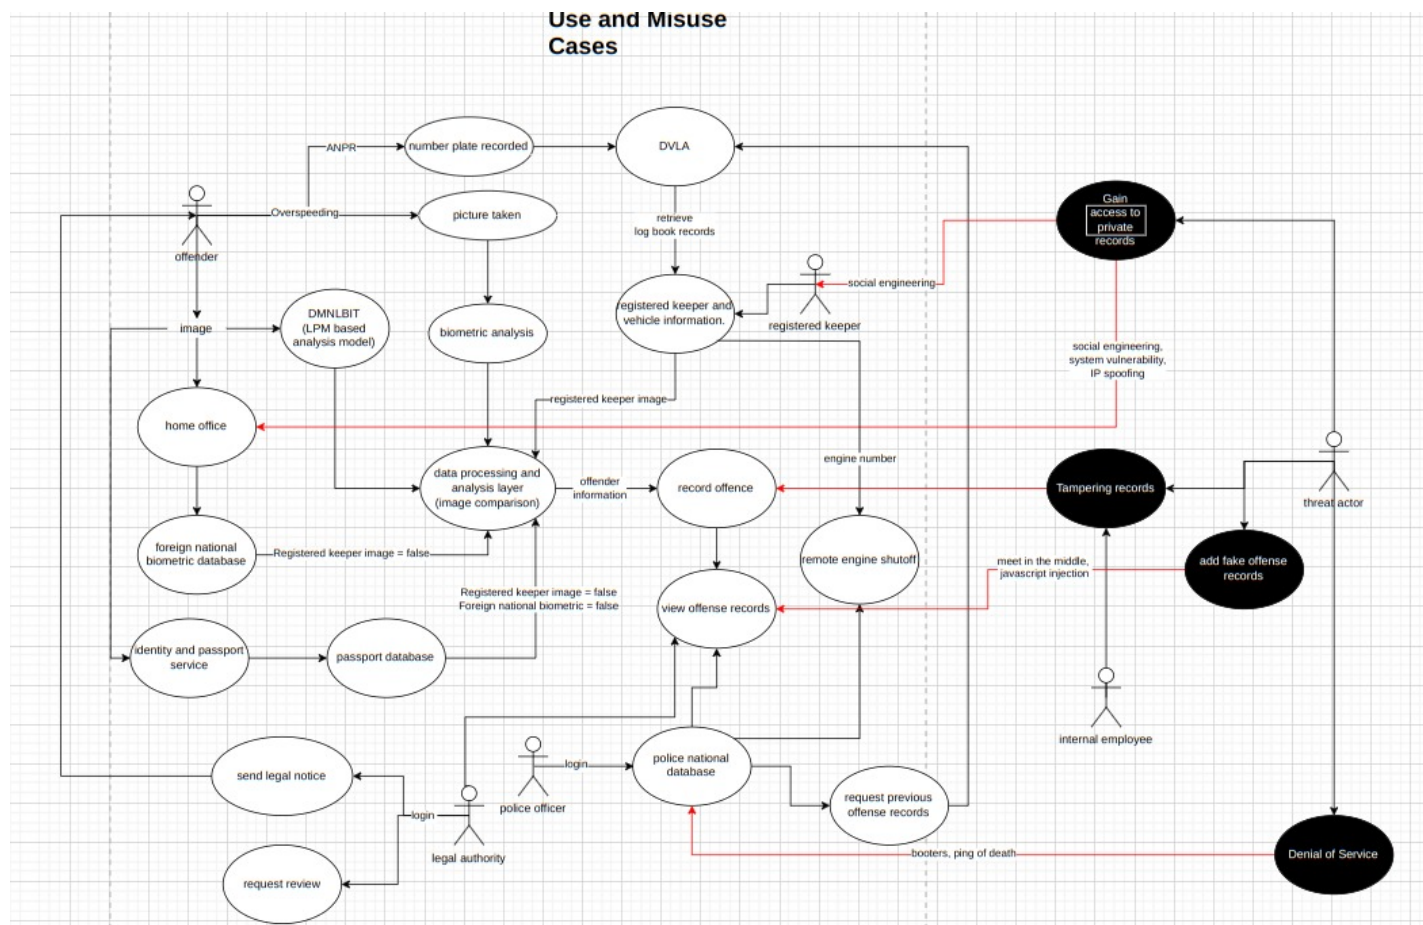 Use and Misuse
Cases
ANPR
number plate recorded
DVLA
Overspeeding
picture taken
retrieve
log book records
Gain
access to
private
records
offender
social engineering
registered keeper
DMNLBIT
(LPM based
analysis model)
image
biometric analysis
registered keeper and
vehicle information.
social engineering,
system vulnerability,
IP spoofing
registered keeper image
home office
engine number
data processing and
analysis layer
(image comparison)
offender
information
record offence
Tampering records
threat actor
foreign national
biometric database
Registered keeper image = false
remote engine shutoff
meet in the middle,
javascript injection
add fake offense
records
Registered keeper image = false
Foreign national biometric = false
view offense records
identity and passport
service
passport database
internal employee
send legal notice
login
police officer
police national
database
request previous
offense records
login
legal authority
booters, ping of death
Denial of Service
request review